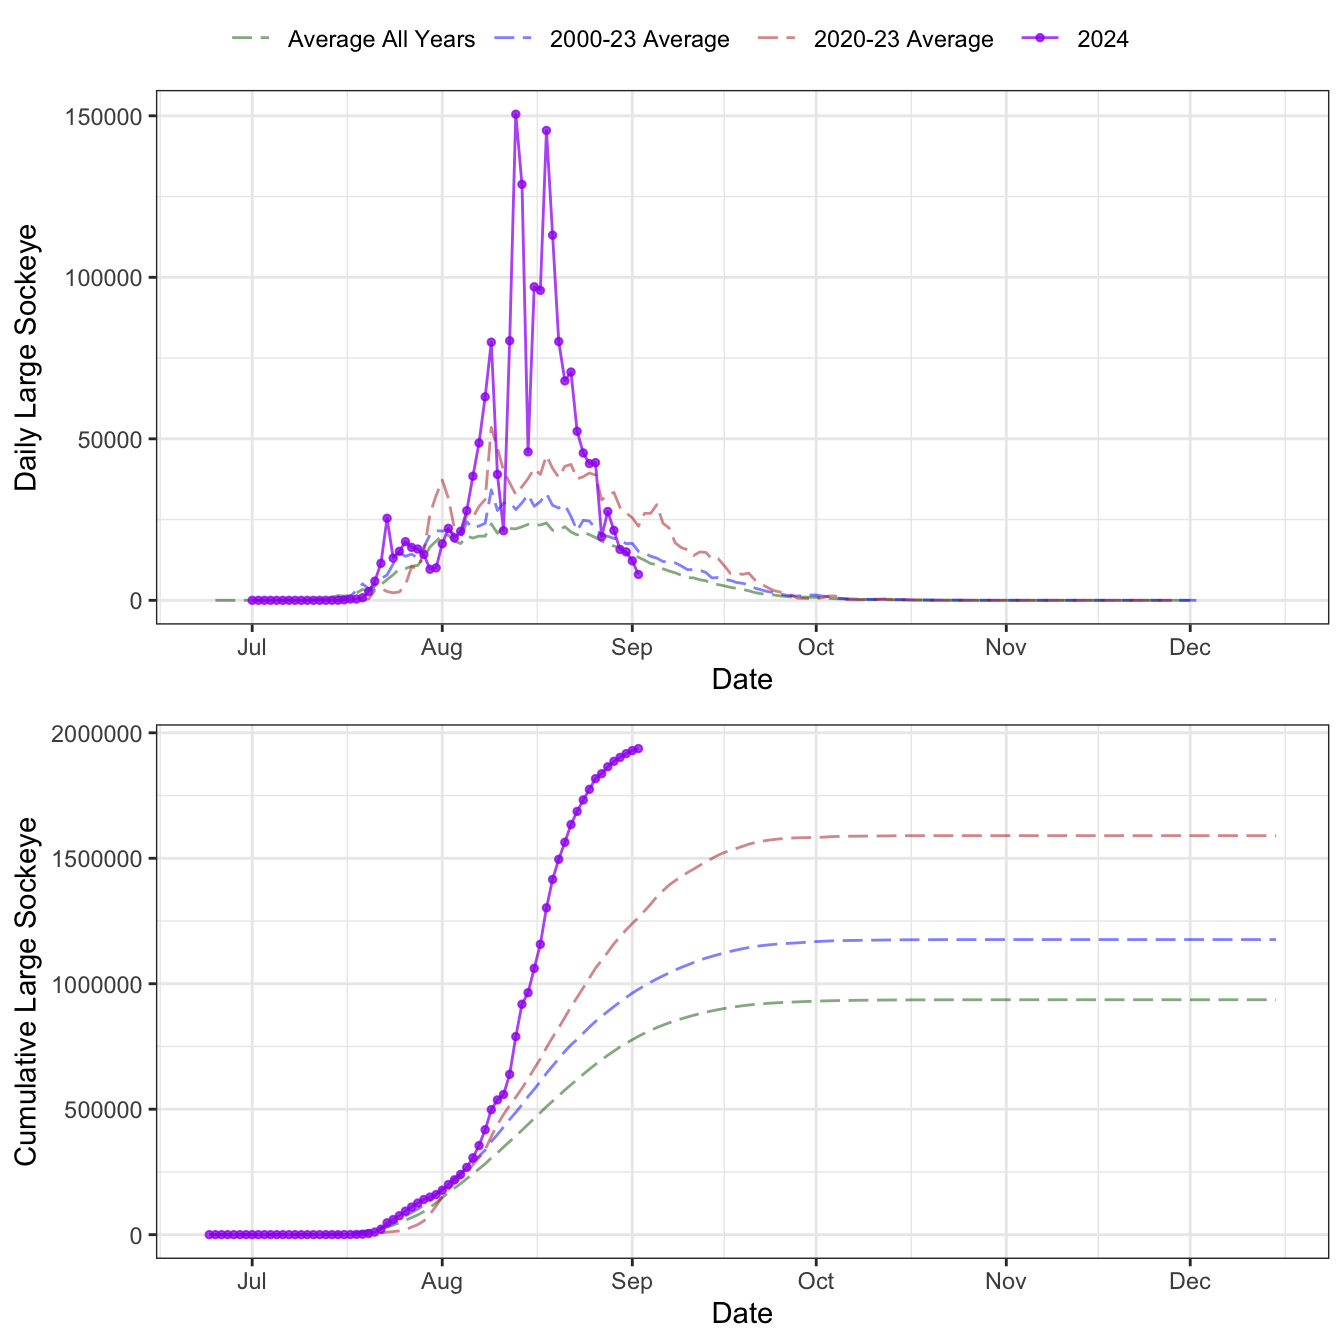 Average All Years 2000-23 Average 2020-23 Average 2024
150000
100000
50000
0
Daily Large Sockeye
Jul Aug Sep Oct Nov Dec
Date
2000000
1500000
1000000
500000
0
Cumulative Large Sockeye
Jul Aug Sep Oct Nov Dec
Date